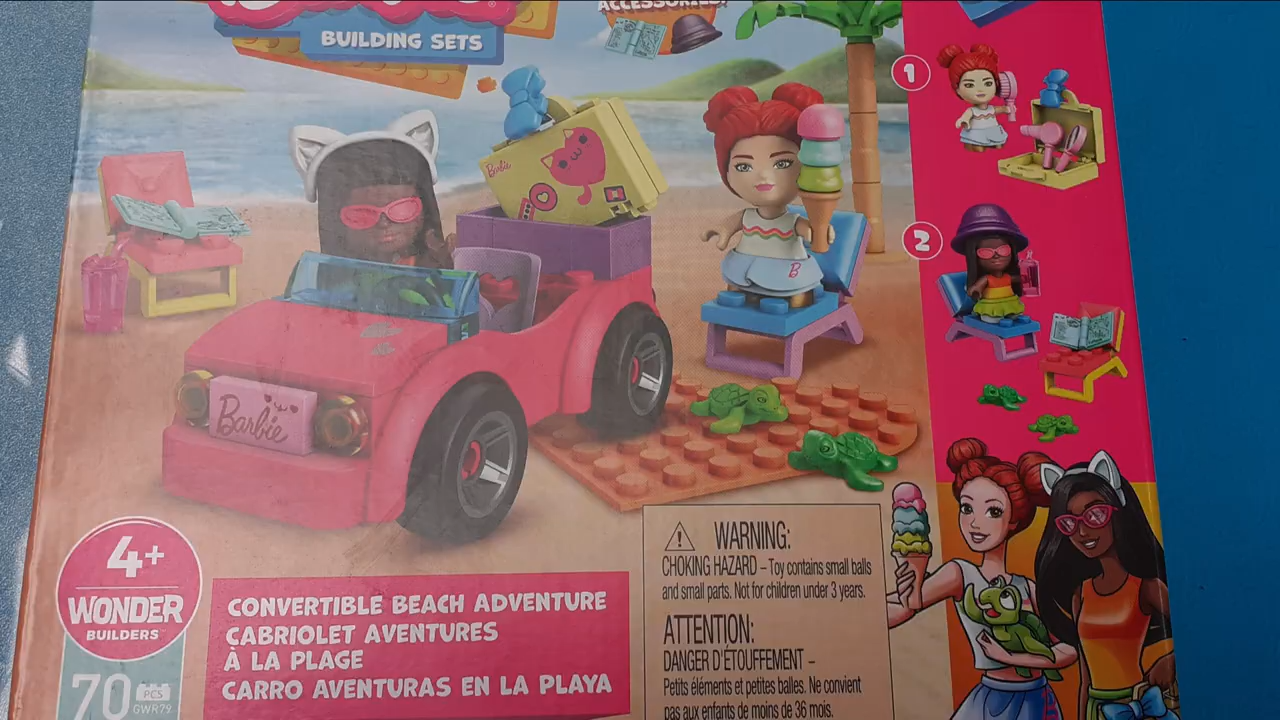 ACCESSORIES!
BUILDING SETS
1
Barbie
2
B
Barbie
4+
WONDER
BUILDERS
70 PCS
GWR79
CONVERTIBLE BEACH ADVENTURE
CABRIOLET AVENTURES
À LA PLAGE
CARRO AVENTURAS EN LA PLAYA
WARNING:
CHOKING HAZARD – Toy contains small balls
and small parts. Not for children under 3 years.
ATTENTION:
DANGER D'ÉTOUFFEMENT –
Petits éléments et petites balles. Ne convient
pas aux enfants de moins de 36 mois.